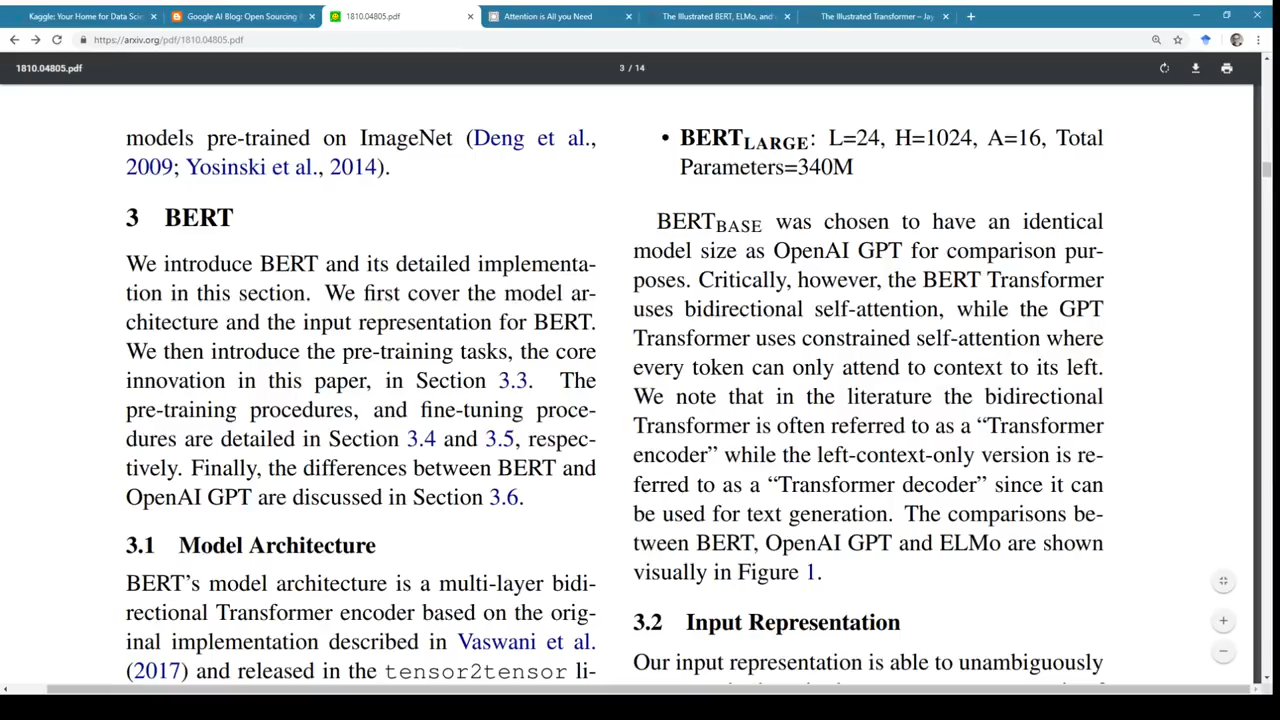 Kaggle: Your Home for Data Scie
Google AI Blog: Open Sourcing B
1810.04805.pdf
Attention is All you Need
The Illustrated BERT, ELMo, and
The Illustrated Transformer – Jay
https://arxiv.org/pdf/1810.04805.pdf
1810.04805.pdf
3 / 14
models pre-trained on ImageNet (Deng et al.,
2009; Yosinski et al., 2014).
3 BERT
We introduce BERT and its detailed implementa-
tion in this section. We first cover the model ar-
chitecture and the input representation for BERT.
We then introduce the pre-training tasks, the core
innovation in this paper, in Section 3.3. The
pre-training procedures, and fine-tuning proce-
dures are detailed in Section 3.4 and 3.5, respec-
tively. Finally, the differences between BERT and
OpenAI GPT are discussed in Section 3.6.
3.1 Model Architecture
BERT's model architecture is a multi-layer bidi-
rectional Transformer encoder based on the orig-
inal implementation described in Vaswani et al.
(2017) and released in the tensor2tensor li-
• BERTLARGE: L=24, H=1024, A=16, Total
Parameters=340M
BERTBASE was chosen to have an identical
model size as OpenAI GPT for comparison pur-
poses. Critically, however, the BERT Transformer
uses bidirectional self-attention, while the GPT
Transformer uses constrained self-attention where
every token can only attend to context to its left.
We note that in the literature the bidirectional
Transformer is often referred to as a “Transformer
encoder” while the left-context-only version is re-
ferred to as a “Transformer decoder” since it can
be used for text generation. The comparisons be-
tween BERT, OpenAI GPT and ELMo are shown
visually in Figure 1.
3.2 Input Representation
Our input representation is able to unambiguously